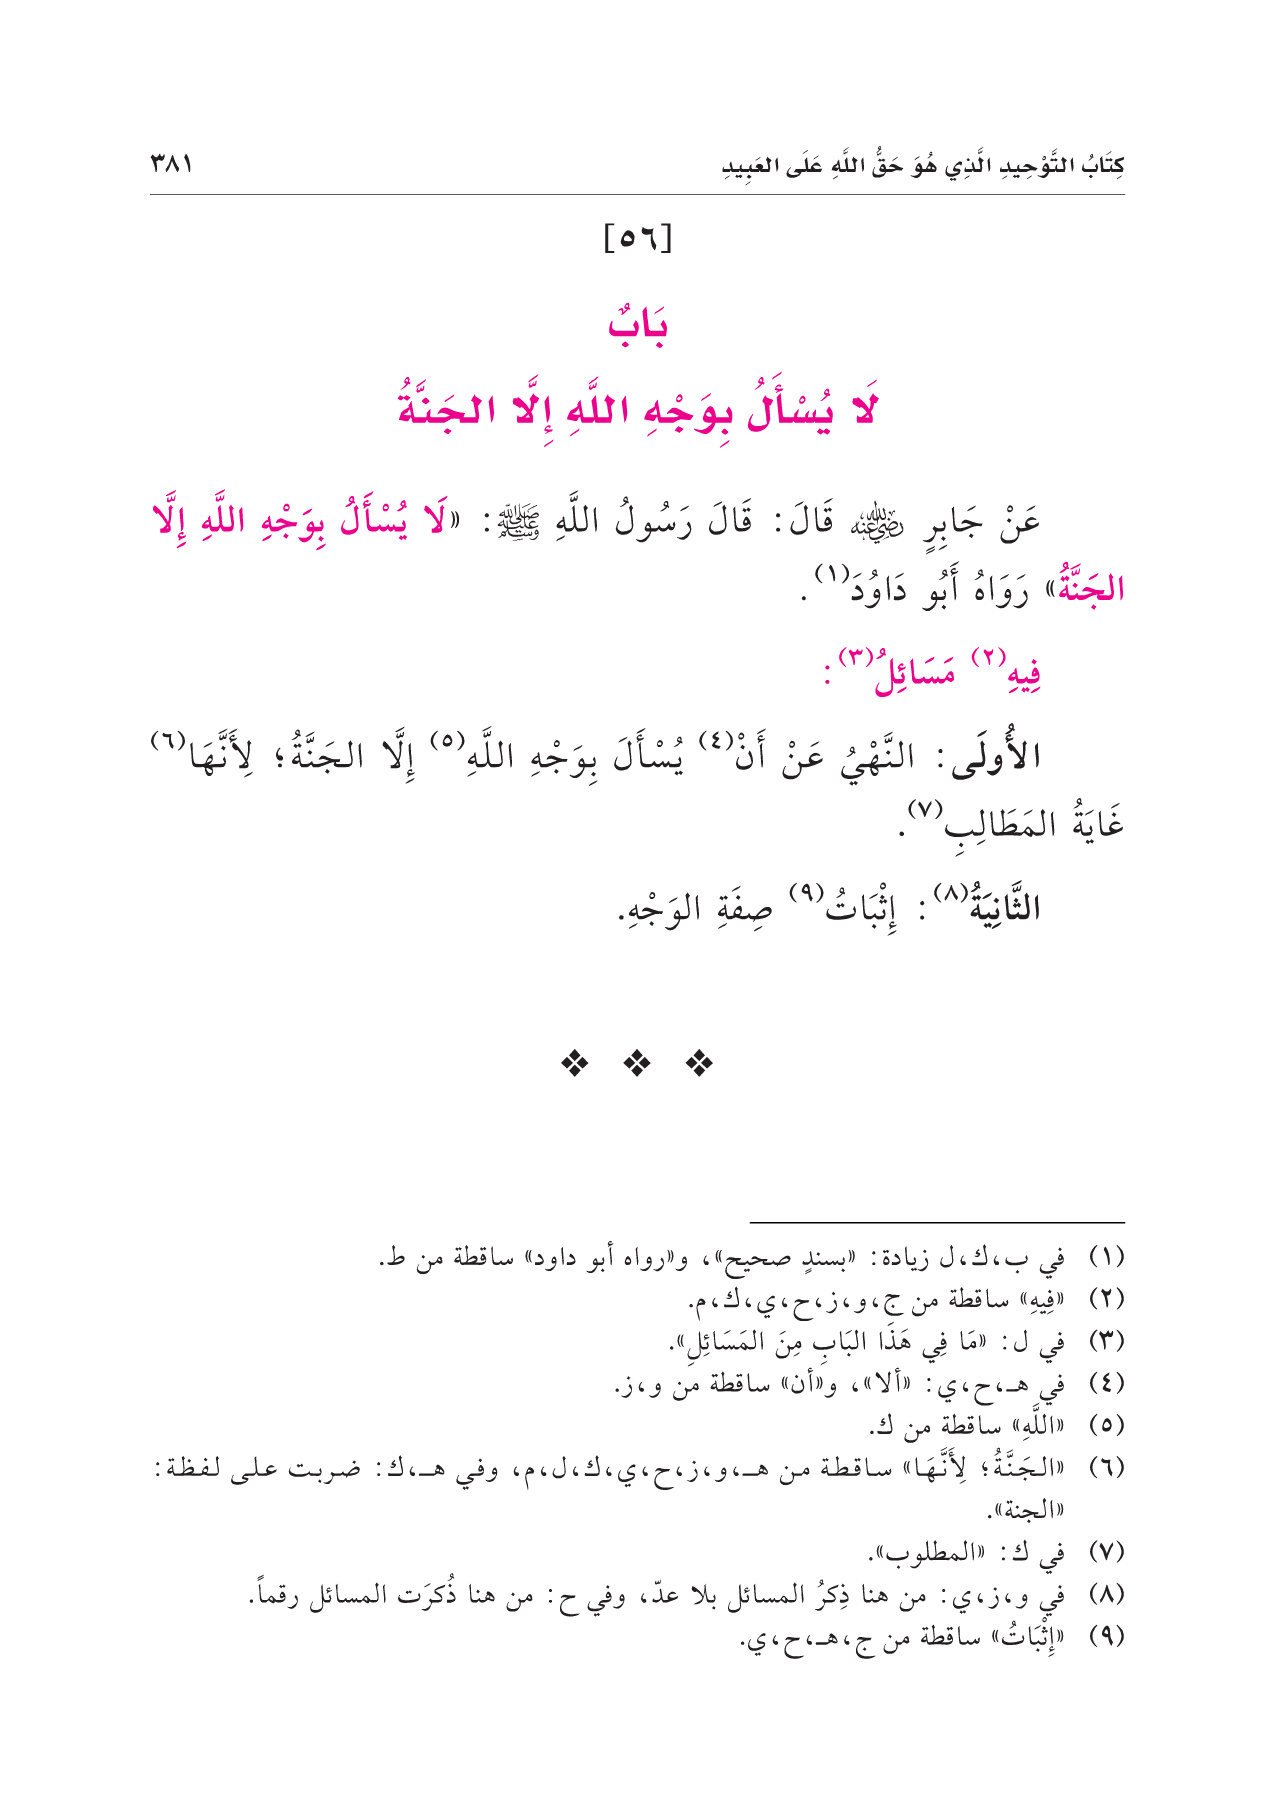 كِتَابُ التَّوْحِيدِ الَّذِي هُوَ حَقُّ اللَّهِ عَلَى العَبِيدِ ٣٨١
[٥٦]
بَابٌ
لَا يُسْأَلُ بِوَجْهِ اللَّهِ إِلَّا الجَنَّةُ
عَنْ جَابِرٍ رضي الله عنه قَالَ: قَالَ رَسُولُ اللَّهِ ﷺ: «لَا يُسْأَلُ بِوَجْهِ اللَّهِ إِلَّا
الجَنَّةُ» رَوَاهُ أَبُو دَاوُدَ(١).
فِيهِ(٢) مَسَائِلُ(٣):
الأُولَى: النَّهْيُ عَنْ أَنْ(٤) يُسْأَلَ بِوَجْهِ اللَّهِ(٥) إِلَّا الجَنَّةُ؛ لِأَنَّهَا(٦)
غَايَةُ المَطَالِبِ(٧).
الثَّانِيَةُ(٨): إِثْبَاتُ(٩) صِفَةِ الوَجْهِ.
(١) في ب،ك،ل زيادة: «بسندٍ صحيح»، و«رواه أبو داود» ساقطة من ط.
(٢) «فِيهِ» ساقطة من ج،و،ز،ح،ي،ك،م.
(٣) في ل: «مَا فِي هَذَا البَابِ مِنَ المَسَائِلِ».
(٤) في هـ،ح،ي: «ألا»، و«أن» ساقطة من و،ز.
(٥) «اللَّهِ» ساقطة من ك.
(٦) «الجَنَّةُ؛ لِأَنَّهَا» ساقطة من هـ،و،ز،ح،ي،ك،ل،م، وفي هـ،ك: ضربت على لفظة:
«الجنة».
(٧) في ك: «المطلوب».
(٨) في و،ز،ي: من هنا ذِكرُ المسائل بلا عدّ، وفي ح: من هنا ذُكرَت المسائل رقماً.
(٩) «إِثْبَاتُ» ساقطة من ج،هـ،ح،ي.